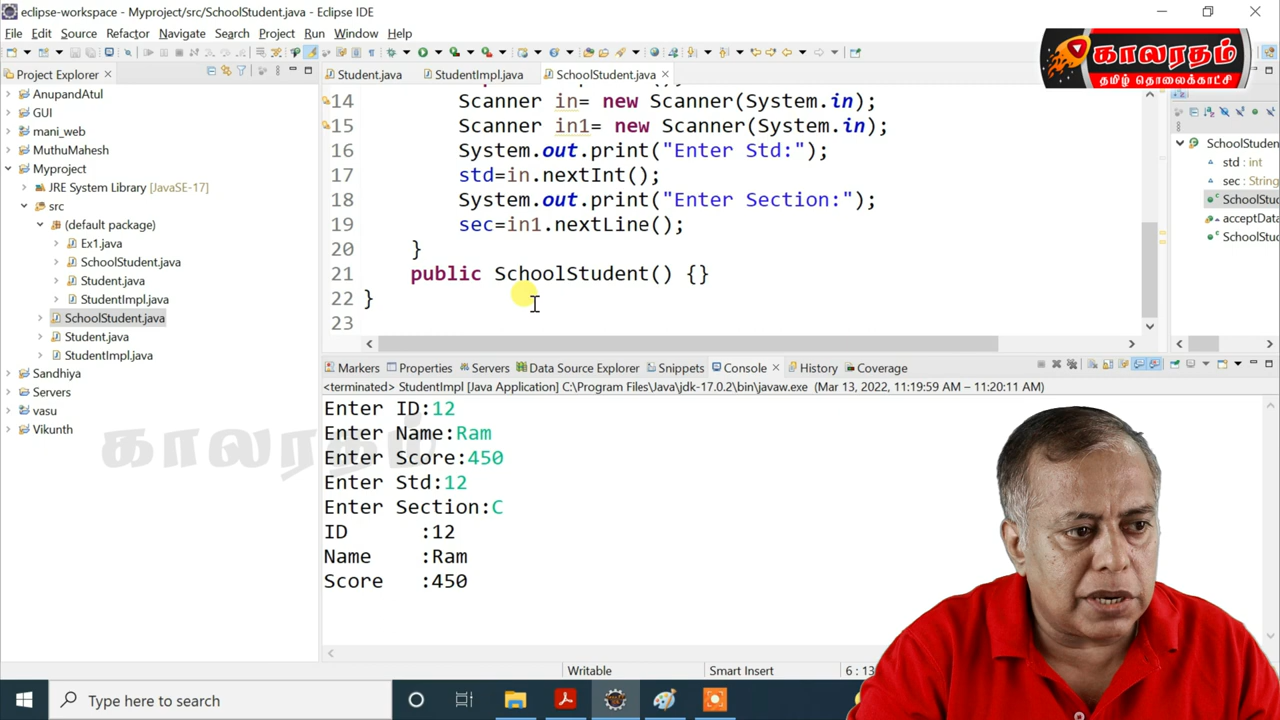 eclipse-workspace - Myproject/src/SchoolStudent.java - Eclipse IDE
File Edit Source Refactor Navigate Search Project Run Window Help
காலரதம்
தமிழ் தொலைக்காட்சி
Project Explorer
AnupandAtul
GUI
mani_web
MuthuMahesh
Myproject
JRE System Library [JavaSE-17]
src
(default package)
Ex1.java
SchoolStudent.java
Student.java
StudentImpl.java
SchoolStudent.java
Student.java
StudentImpl.java
Sandhiya
Servers
vasu
Vikunth
காலரதம்
Student.java StudentImpl.java SchoolStudent.java
14 Scanner in= new Scanner(System.in);
15 Scanner in1= new Scanner(System.in);
16 System.out.print("Enter Std:");
17 std=in.nextInt();
18 System.out.print("Enter Section:");
19 sec=in1.nextLine();
20 }
21 public SchoolStudent() {}
22 }
23
SchoolStuden
std : int
sec : String
SchoolStud
acceptData
SchoolStud
Markers Properties Servers Data Source Explorer Snippets Console History Coverage
<terminated> StudentImpl [Java Application] C:\Program Files\Java\jdk-17.0.2\bin\javaw.exe (Mar 13, 2022, 11:19:59 AM – 11:20:11 AM)
Enter ID:12
Enter Name:Ram
Enter Score:450
Enter Std:12
Enter Section:C
ID :12
Name :Ram
Score :450
Writable Smart Insert
Type here to search